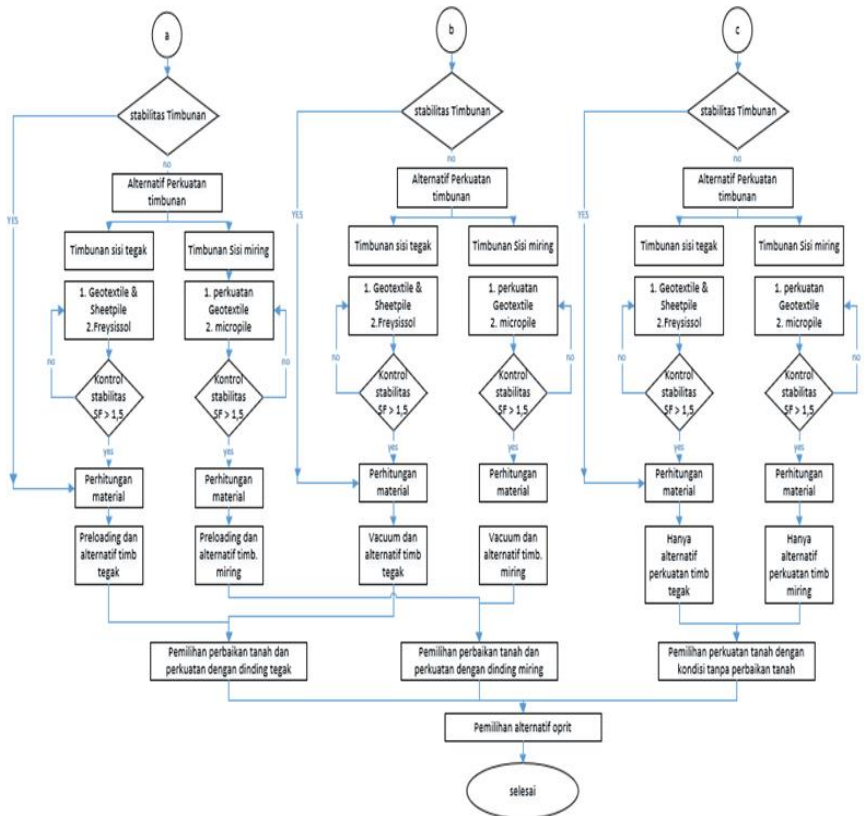 a
stabilitas Timbunan
no
YES
Alternatif Perkuatan
timbunan
Timbunan sisi tegak
Timbunan Sisi miring
1. Geotextile &
Sheetpile
2.Freysissol
1. perkuatan
Geotextile
2. micropile
no
no
Kontrol
stabilitas
SF > 1,5
Kontrol
stabilitas
SF > 1,5
yes
yes
Perhitungan
material
Perhitungan
material
Preloading dan
alternatif timb
tegak
Preloading dan
alternatif timb.
miring
b
stabilitas Timbunan
no
YES
Alternatif Perkuatan
timbunan
Timbunan sisi tegak
Timbunan Sisi miring
1. Geotextile &
Sheetpile
2.Freysissol
1. perkuatan
Geotextile
2. micropile
no
no
Kontrol
stabilitas
SF > 1,5
Kontrol
stabilitas
SF > 1,5
yes
yes
Perhitungan
material
Perhitungan
material
Vacuum dan
alternatif timb
tegak
Vacuum dan
alternatif timb.
miring
c
stabilitas Timbunan
no
YES
Alternatif Perkuatan
timbunan
Timbunan sisi tegak
Timbunan Sisi miring
1. Geotextile &
Sheetpile
2.Freysissol
1. perkuatan
Geotextile
2. micropile
no
no
Kontrol
stabilitas
SF > 1,5
Kontrol
stabilitas
SF > 1,5
yes
yes
Perhitungan
material
Perhitungan
material
Hanya
alternatif
perkuatan timb
tegak
Hanya
alternatif
perkuatan timb
miring
Pemilihan perbaikan tanah dan
perkuatan dengan dinding tegak
Pemilihan perbaikan tanah dan
perkuatan dengan dinding miring
Pemilihan perkuatan tanah dengan
kondisi tanpa perbaikan tanah
Pemilihan alternatif oprit
selesai